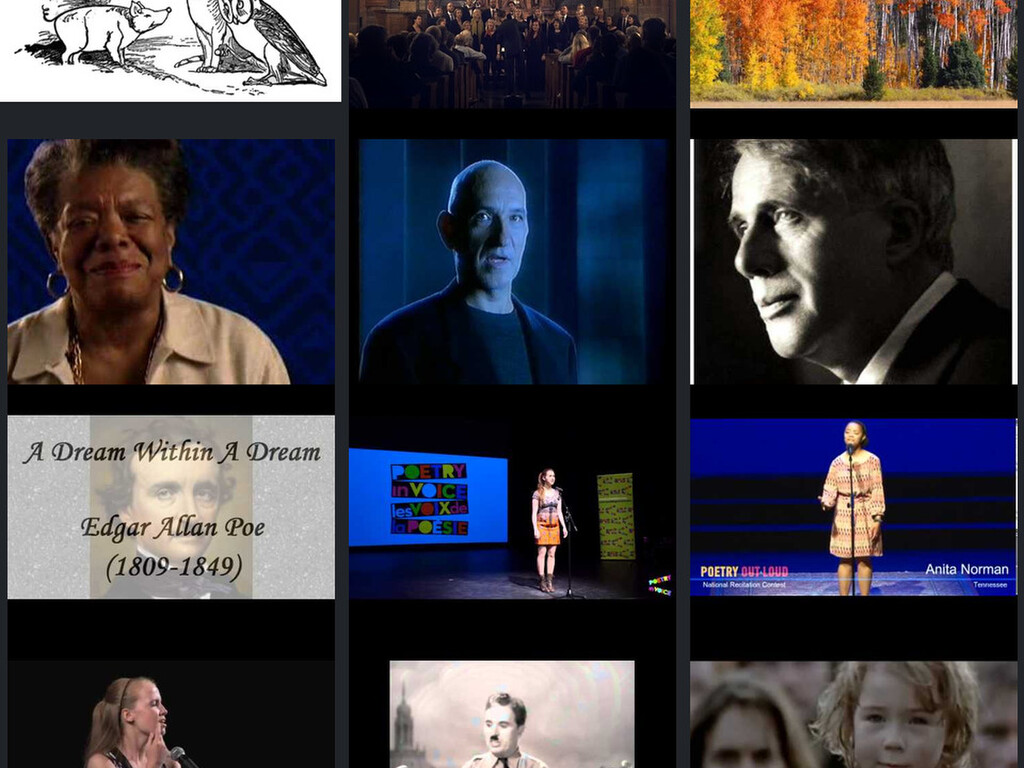 A Dream Within A Dream
Edgar Allan Poe
(1809-1849)
POETRY
in VOICE
les VOIX de
la POÉSIE
POETRY
in VOICE
POETRY OUT LOUD
National Recitation Contest
Anita Norman
Tennessee